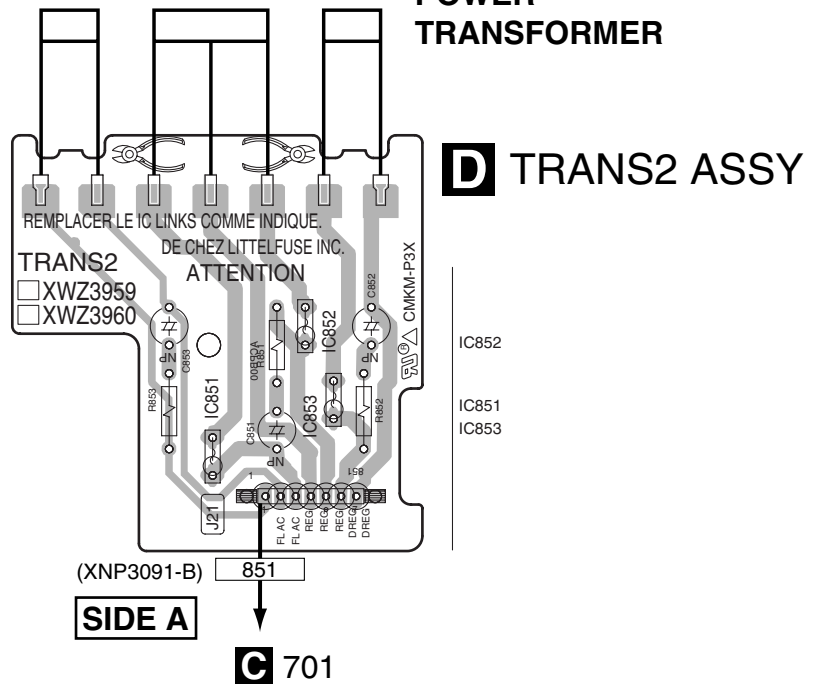 POWER
TRANSFORMER
D TRANS2 ASSY
REMPLACER LE IC LINKS COMME INDIQUE.
DE CHEZ LITTELFUSE INC.
ATTENTION
TRANS2
XWZ3959
XWZ3960
CMKM-P3X
C852
IC852
R851
NP
C853
NP
IC851
R853
C851
IC853
R852
NP
1
851
J21
FL AC
FL AC
REG
REG
REG
DREG
DREG
IC852
IC851
IC853
(XNP3091-B) 851
SIDE A
C 701